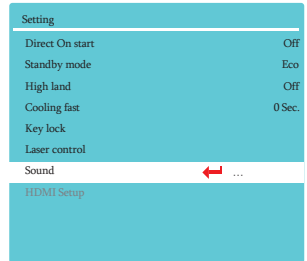 Setting
Direct On start Off
Standby mode Eco
High land Off
Cooling fast 0 Sec.
Key lock
Laser control
Sound ...
HDMI Setup